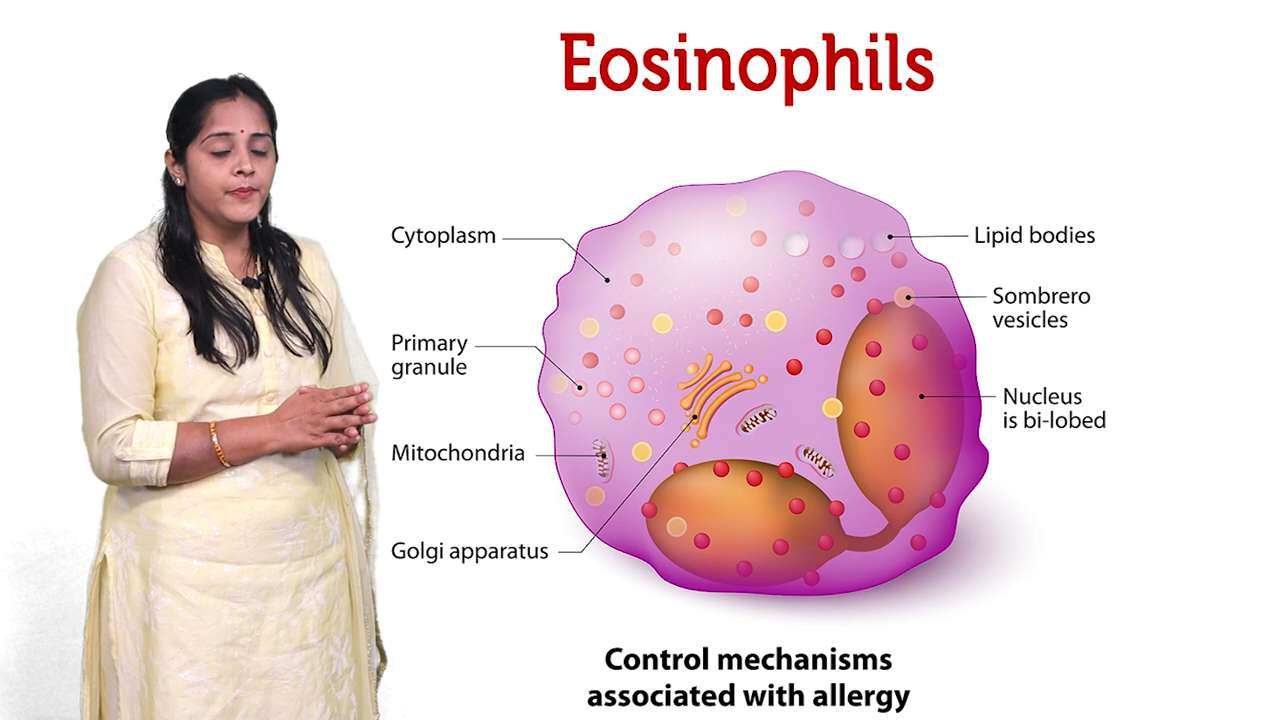 Eosinophils
Cytoplasm
Lipid bodies
Sombrero
vesicles
Primary
granule
Nucleus
is bi-lobed
Mitochondria
Golgi apparatus
Control mechanisms
associated with allergy